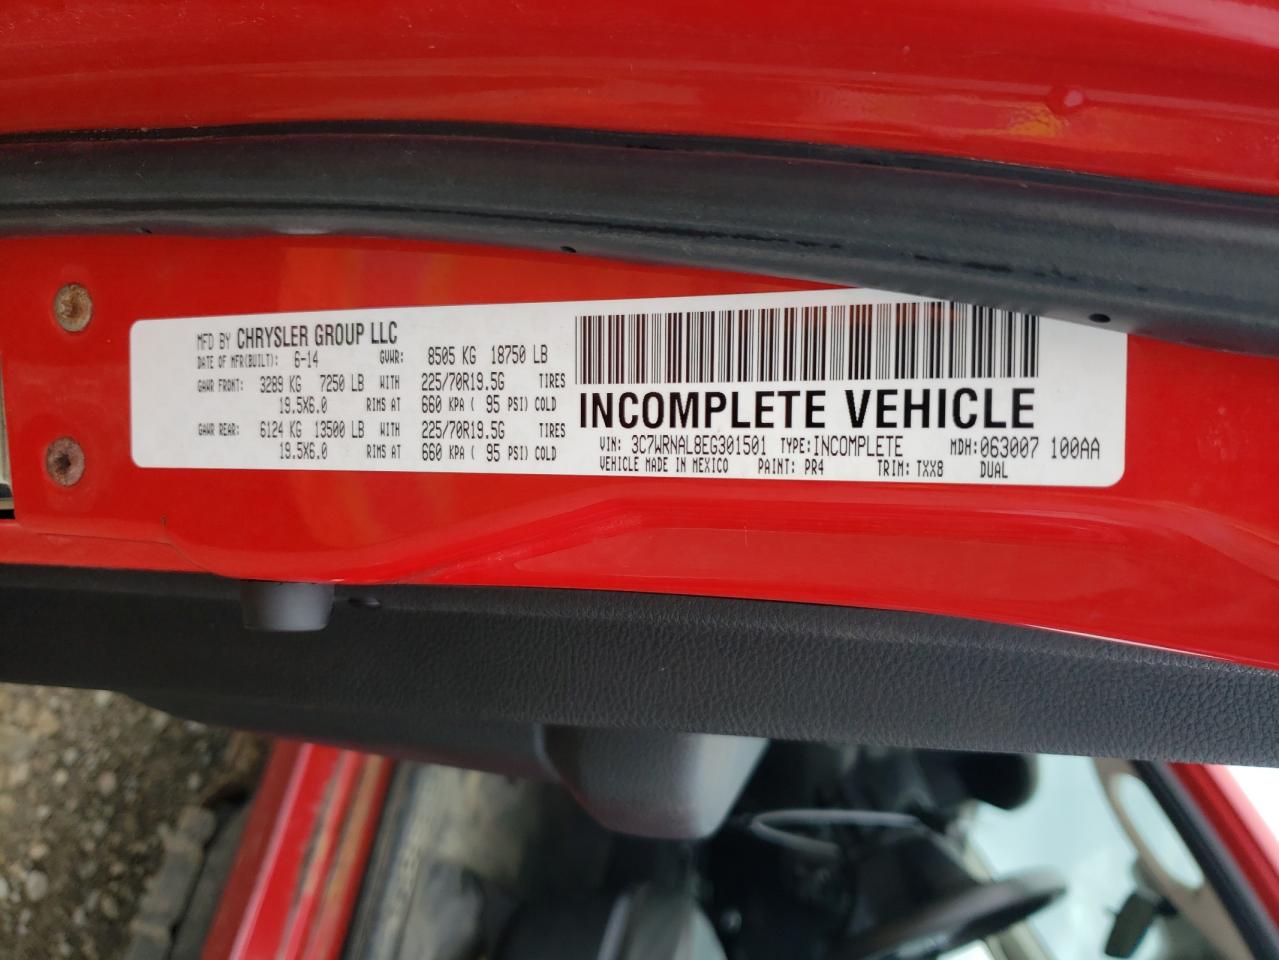 MFD BY CHRYSLER GROUP LLC
DATE OF MFR(BUILT): 6-14 GVWR: 8505 KG 18750 LB
GAWR FRONT: 3289 KG 7250 LB WITH 225/70R19.5G TIRES
19.5X6.0 RIMS AT 660 KPA ( 95 PSI) COLD
GAWR REAR: 6124 KG 13500 LB WITH 225/70R19.5G TIRES
19.5X6.0 RIMS AT 660 KPA ( 95 PSI) COLD
INCOMPLETE VEHICLE
VIN: 3C7WRNAL8EG301501 TYPE: INCOMPLETE MDH: 063007 100AA
VEHICLE MADE IN MEXICO PAINT: PR4 TRIM: TXX8 DUAL